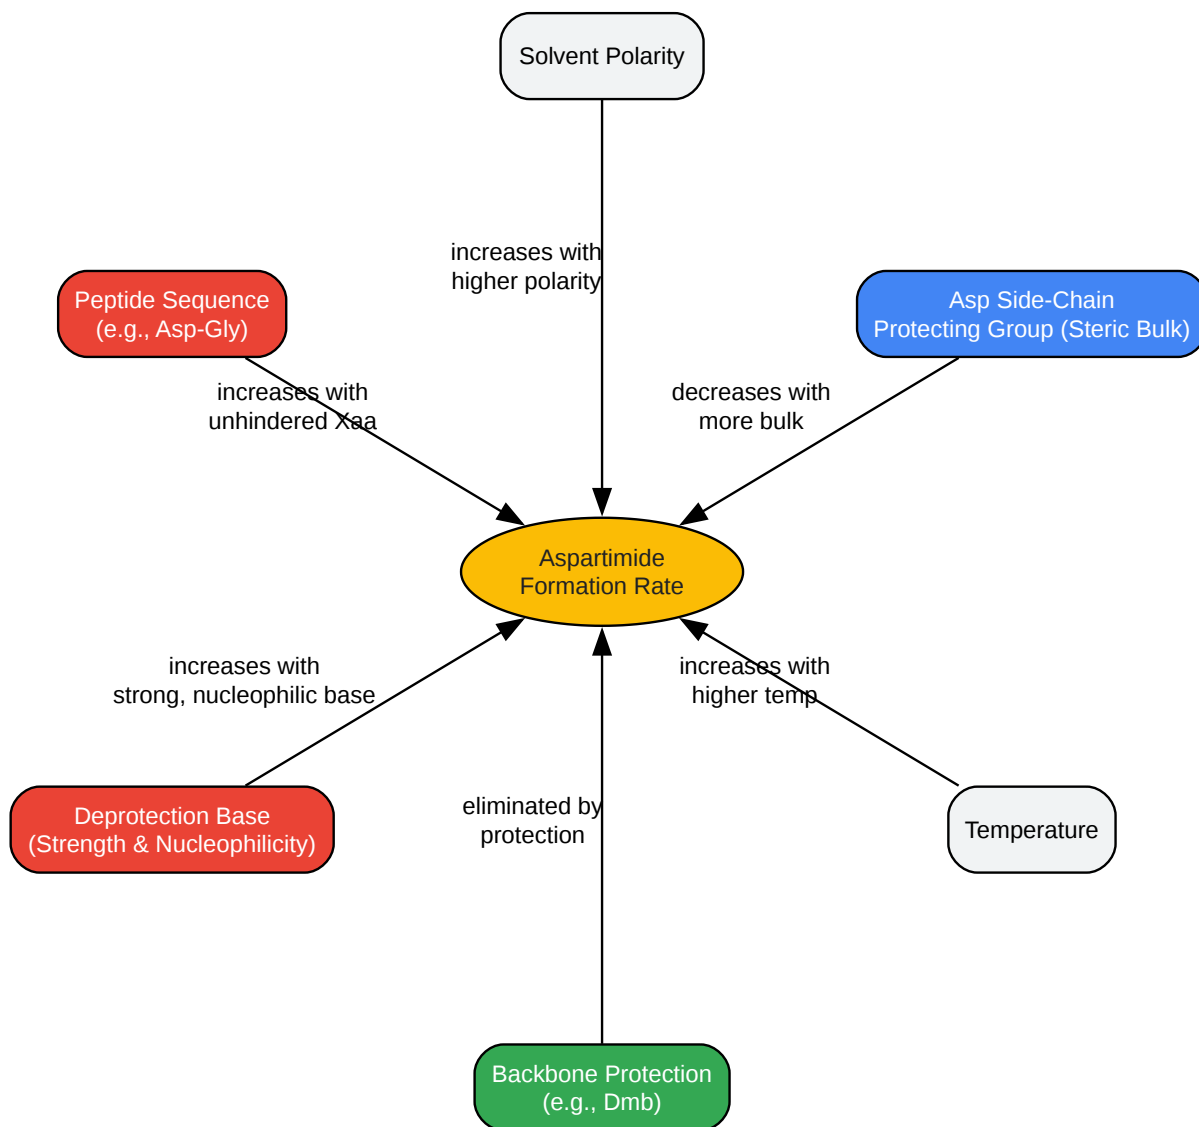 Solvent Polarity
increases with
higher polarity
Peptide Sequence
(e.g., Asp-Gly)
Asp Side-Chain
Protecting Group (Steric Bulk)
increases with
unhindered Xaa
decreases with
more bulk
Aspartimide
Formation Rate
increases with
strong, nucleophilic base
increases with
higher temp
Deprotection Base
(Strength & Nucleophilicity)
eliminated by
protection
Temperature
Backbone Protection
(e.g., Dmb)